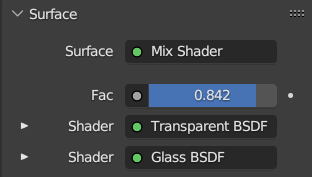 Surface
Surface Mix Shader
Fac 0.842
Shader Transparent BSDF
Shader Glass BSDF